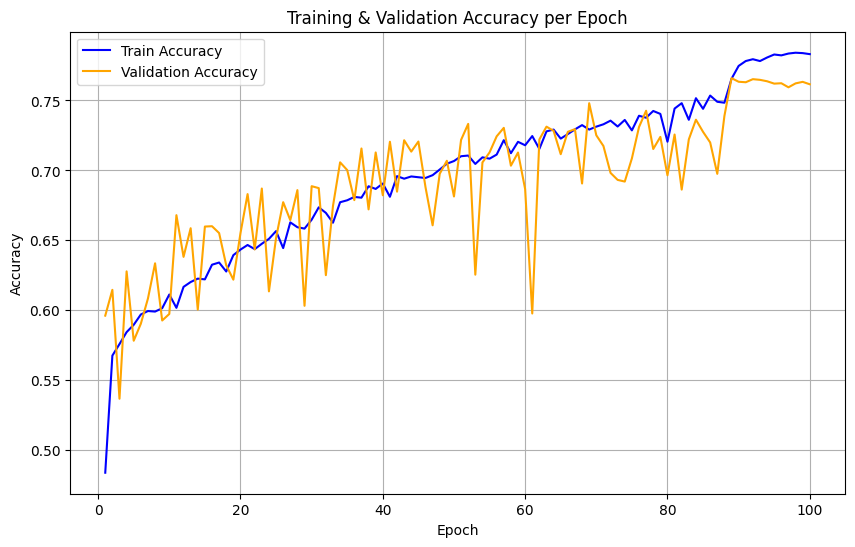 Training & Validation Accuracy per Epoch
Train Accuracy
Validation Accuracy
Accuracy
0.75
0.70
0.65
0.60
0.55
0.50
0 20 40 60 80 100
Epoch